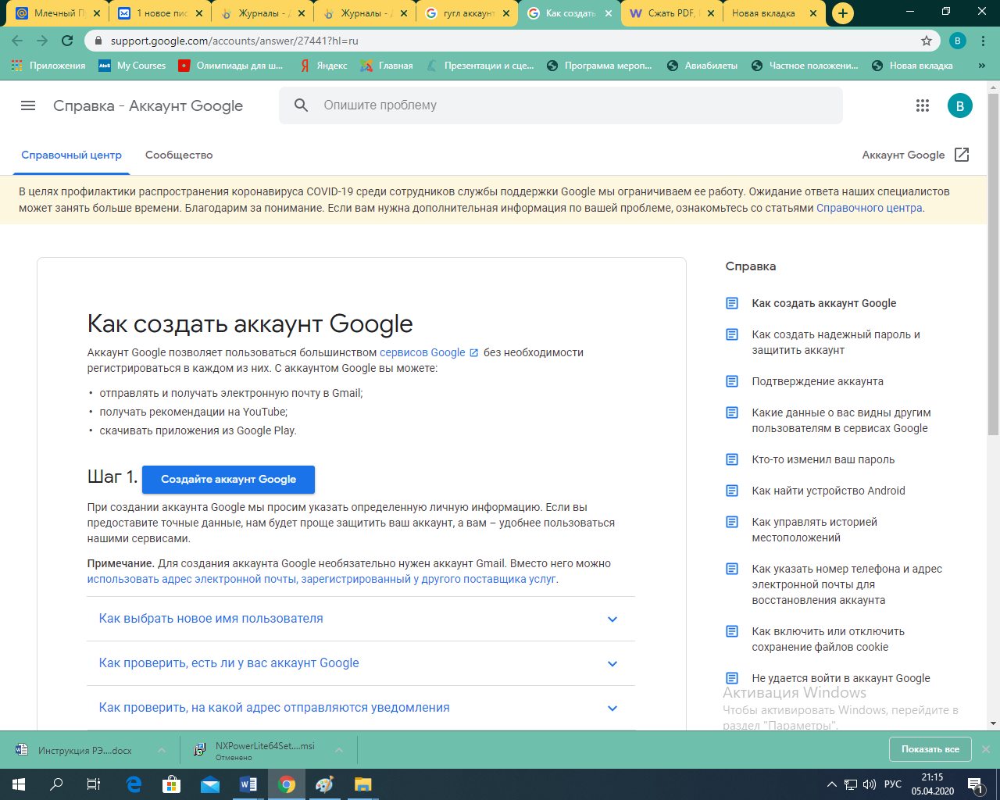 Млечный П
1 новое пис
Журналы - 
Журналы - 
гугл аккаунт
Как создать
Сжать PDF,
Новая вкладка
support.google.com/accounts/answer/27441?hl=ru
В
Приложения
My Courses
Олимпиады для ш...
Яндекс
Главная
Презентации и сце...
Программа мероп...
Авиабилеты
Частное положени...
Новая вкладка
»
Справка - Аккаунт Google
Опишите проблему
В
Справочный центр
Сообщество
Аккаунт Google
В целях профилактики распространения коронавируса COVID-19 среди сотрудников службы поддержки Google мы ограничиваем ее работу. Ожидание ответа наших специалистов
может занять больше времени. Благодарим за понимание. Если вам нужна дополнительная информация по вашей проблеме, ознакомьтесь со статьями Справочного центра.
Как создать аккаунт Google
Аккаунт Google позволяет пользоваться большинством сервисов Google без необходимости
регистрироваться в каждом из них. С аккаунтом Google вы можете:
• отправлять и получать электронную почту в Gmail;
• получать рекомендации на YouTube;
• скачивать приложения из Google Play.
Шаг 1. Создайте аккаунт Google
При создании аккаунта Google мы просим указать определенную личную информацию. Если вы
предоставите точные данные, нам будет проще защитить ваш аккаунт, а вам – удобнее пользоваться
нашими сервисами.
Примечание. Для создания аккаунта Google необязательно нужен аккаунт Gmail. Вместо него можно
использовать адрес электронной почты, зарегистрированный у другого поставщика услуг.
Как выбрать новое имя пользователя
Как проверить, есть ли у вас аккаунт Google
Как проверить, на какой адрес отправляются уведомления
Справка
Как создать аккаунт Google
Как создать надежный пароль и
защитить аккаунт
Подтверждение аккаунта
Какие данные о вас видны другим
пользователям в сервисах Google
Кто-то изменил ваш пароль
Как найти устройство Android
Как управлять историей
местоположений
Как указать номер телефона и адрес
электронной почты для
восстановления аккаунта
Как включить или отключить
сохранение файлов cookie
Не удается войти в аккаунт Google
Активация Windows
Чтобы активировать Windows, перейдите в
раздел "Параметры".
Инструкция РЭ....docx
NXPowerLite64Set....msi
Отменено
Показать все
РУС
21:15
05.04.2020
1